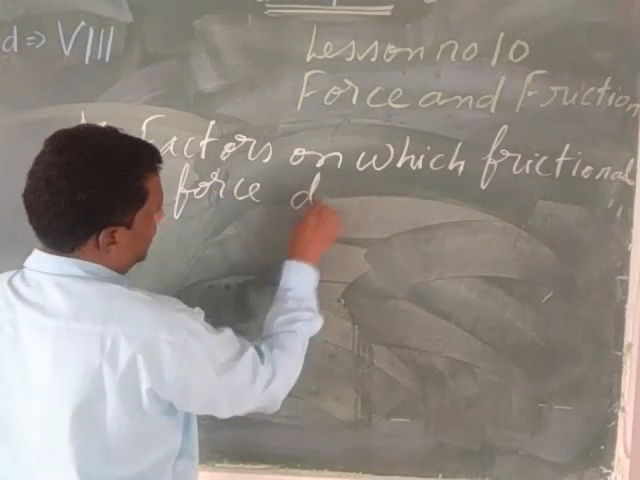 d => VIII
Lesson no. 10
Force and Friction
Factors on which frictional
force d